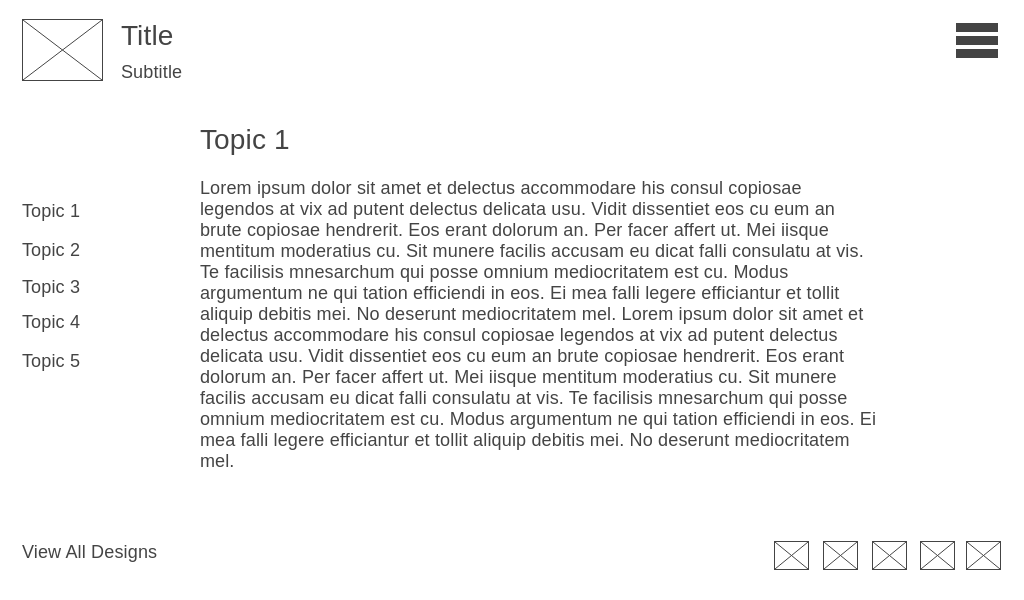 Title
Subtitle
Topic 1
Lorem ipsum dolor sit amet et delectus accommodare his consul copiosae
legendos at vix ad putent delectus delicata usu. Vidit dissentiet eos cu eum an
brute copiosae hendrerit. Eos erant dolorum an. Per facer affert ut. Mei iisque
mentitum moderatius cu. Sit munere facilis accusam eu dicat falli consulatu at vis.
Te facilisis mnesarchum qui posse omnium mediocritatem est cu. Modus
argumentum ne qui tation efficiendi in eos. Ei mea falli legere efficiantur et tollit
aliquip debitis mei. No deserunt mediocritatem mel. Lorem ipsum dolor sit amet et
delectus accommodare his consul copiosae legendos at vix ad putent delectus
delicata usu. Vidit dissentiet eos cu eum an brute copiosae hendrerit. Eos erant
dolorum an. Per facer affert ut. Mei iisque mentitum moderatius cu. Sit munere
facilis accusam eu dicat falli consulatu at vis. Te facilisis mnesarchum qui posse
omnium mediocritatem est cu. Modus argumentum ne qui tation efficiendi in eos. Ei
mea falli legere efficiantur et tollit aliquip debitis mei. No deserunt mediocritatem
mel.
Topic 1
Topic 2
Topic 3
Topic 4
Topic 5
View All Designs